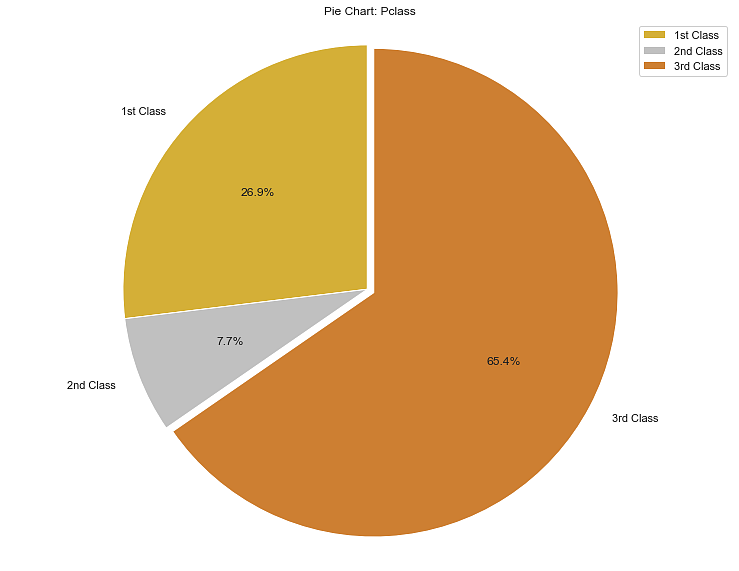 Pie Chart: Pclass
1st Class
2nd Class
3rd Class
1st Class
26.9%
7.7%
2nd Class
65.4%
3rd Class